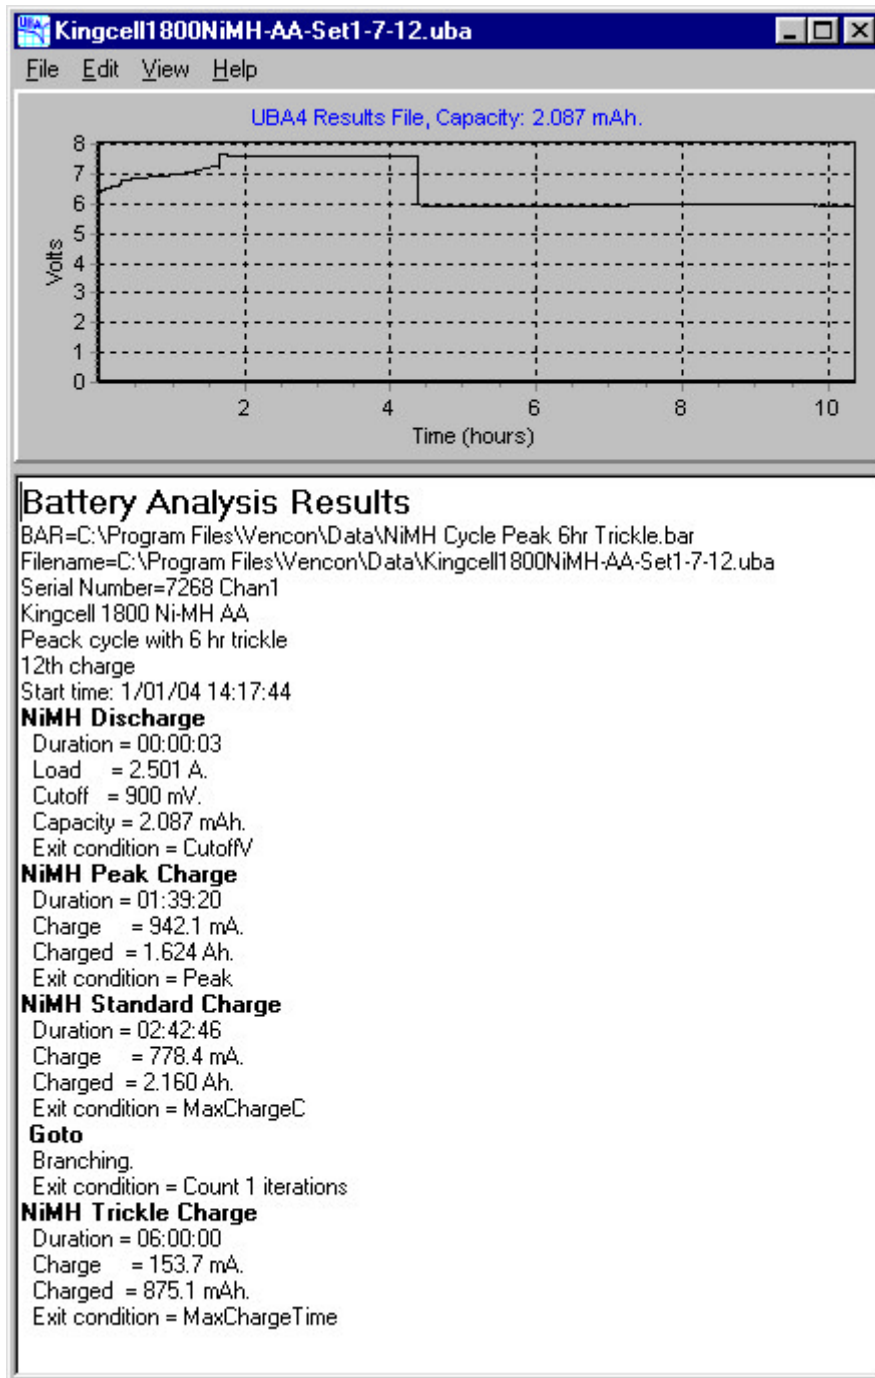 Kingcell1800NiMH-AA-Set1-7-12.uba
File Edit View Help
UBA4 Results File, Capacity: 2.087 mAh.
8
7
6
5
4
3
2
1
0
Volts
2 4 6 8 10
Time (hours)
Battery Analysis Results
BAR=C:\Program Files\Vencon\Data\NiMH Cycle Peak 6hr Trickle.bar
Filename=C:\Program Files\Vencon\Data\Kingcell1800NiMH-AA-Set1-7-12.uba
Serial Number=7268 Chan1
Kingcell 1800 Ni-MH AA
Peack cycle with 6 hr trickle
12th charge
Start time: 1/01/04 14:17:44
NiMH Discharge
Duration = 00:00:03
Load = 2.501 A.
Cutoff = 900 mV.
Capacity = 2.087 mAh.
Exit condition = CutoffV
NiMH Peak Charge
Duration = 01:39:20
Charge = 942.1 mA.
Charged = 1.624 Ah.
Exit condition = Peak
NiMH Standard Charge
Duration = 02:42:46
Charge = 778.4 mA.
Charged = 2.160 Ah.
Exit condition = MaxChargeC
Goto
Branching.
Exit condition = Count 1 iterations
NiMH Trickle Charge
Duration = 06:00:00
Charge = 153.7 mA.
Charged = 875.1 mAh.
Exit condition = MaxChargeTime